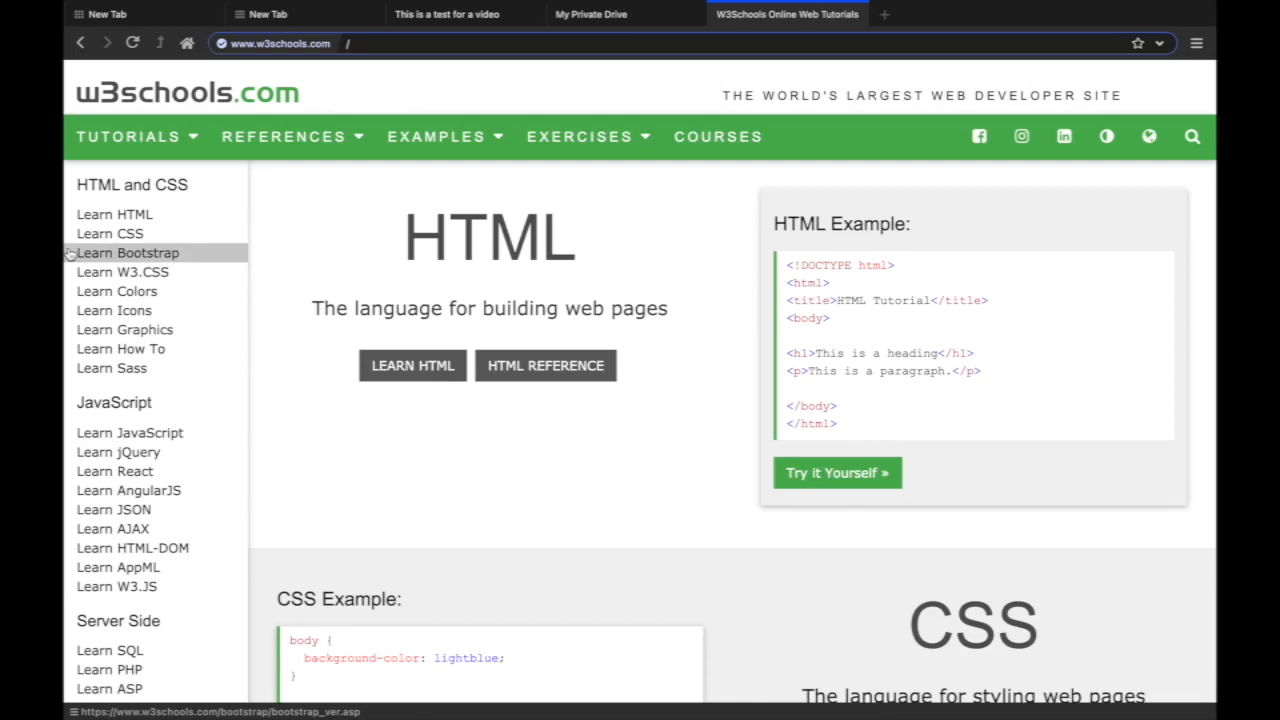 New Tab
New Tab
This is a test for a video
My Private Drive
W3Schools Online Web Tutorials
www.w3schools.com /
w3schools.com
THE WORLD'S LARGEST WEB DEVELOPER SITE
TUTORIALS REFERENCES EXAMPLES EXERCISES COURSES
HTML and CSS
Learn HTML
Learn CSS
Learn Bootstrap
Learn W3.CSS
Learn Colors
Learn Icons
Learn Graphics
Learn How To
Learn Sass
JavaScript
Learn JavaScript
Learn jQuery
Learn React
Learn AngularJS
Learn JSON
Learn AJAX
Learn HTML-DOM
Learn AppML
Learn W3.JS
Server Side
Learn SQL
Learn PHP
Learn ASP
HTML
The language for building web pages
LEARN HTML
HTML REFERENCE
HTML Example:
<!DOCTYPE html>
<html>
<title>HTML Tutorial</title>
<body>
<h1>This is a heading</h1>
<p>This is a paragraph.</p>
</body>
</html>
Try it Yourself »
CSS Example:
body {
background-color: lightblue;
}
CSS
The language for styling web pages
https://www.w3schools.com/bootstrap/bootstrap_ver.asp